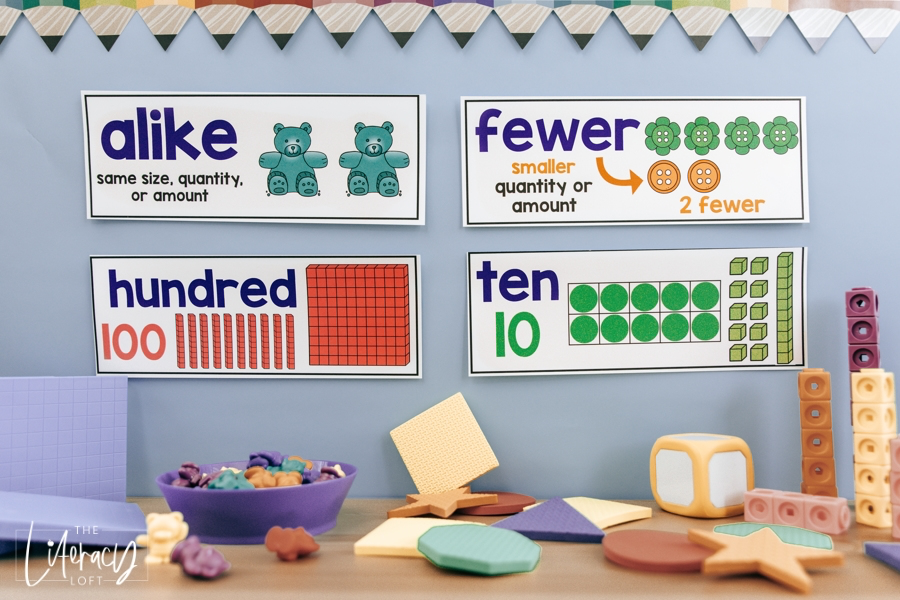 alike
same size, quantity,
or amount
fewer
smaller
quantity or
amount
2 fewer
hundred
100
ten
10
THE
Literacy
LOFT